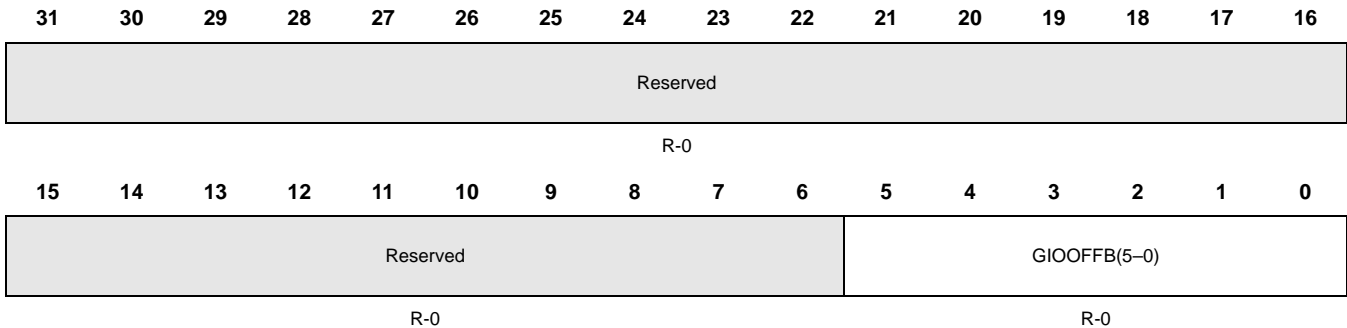 31 30 29 28 27 26 25 24 23 22 21 20 19 18 17 16
Reserved
R-0
15 14 13 12 11 10 9 8 7 6 5 4 3 2 1 0
Reserved GIOOFFB(5–0)
R-0 R-0